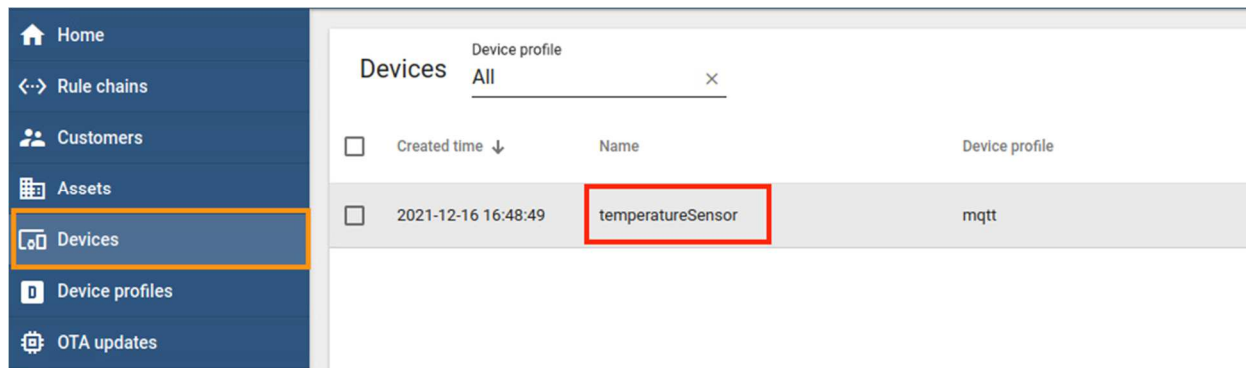 Home
Rule chains
Customers
Assets
Devices
Device profiles
OTA updates
Devices
Device profile
All
Created time
Name
Device profile
2021-12-16 16:48:49
temperatureSensor
mqtt